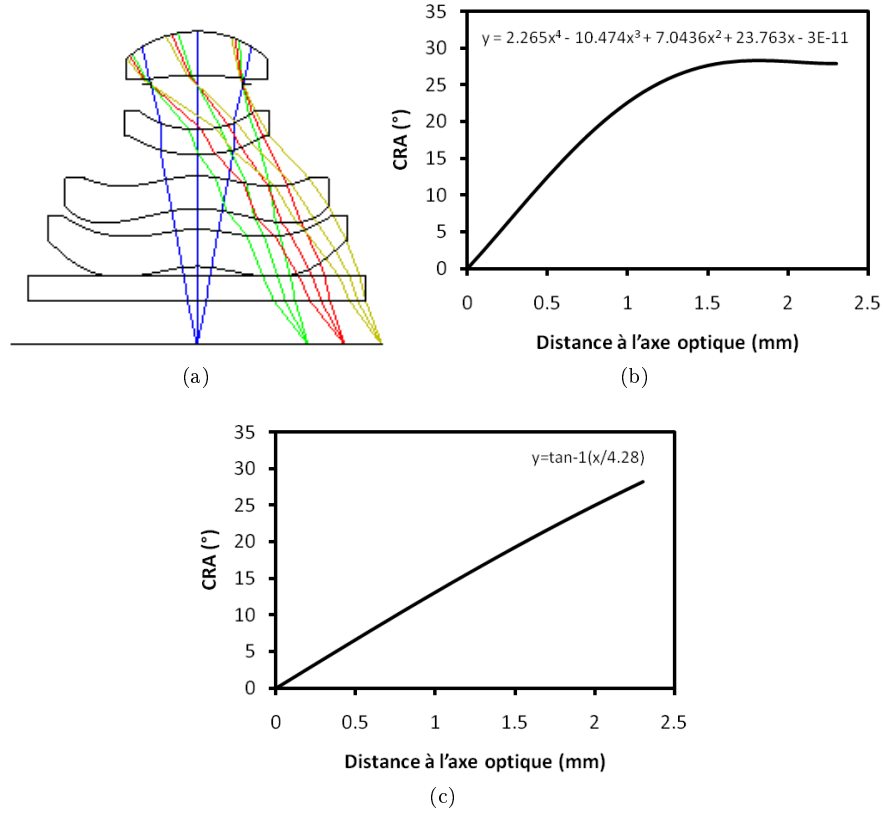 35
30
25
20
15
10
5
0
CRA (°)
y = 2.265x⁴ - 10.474x³ + 7.0436x² + 23.763x - 3E-11
0 0.5 1 1.5 2 2.5
Distance à l'axe optique (mm)
(a)
(b)
35
30
25
20
15
10
5
0
CRA (°)
y=tan-1(x/4.28)
0 0.5 1 1.5 2 2.5
Distance à l'axe optique (mm)
(c)